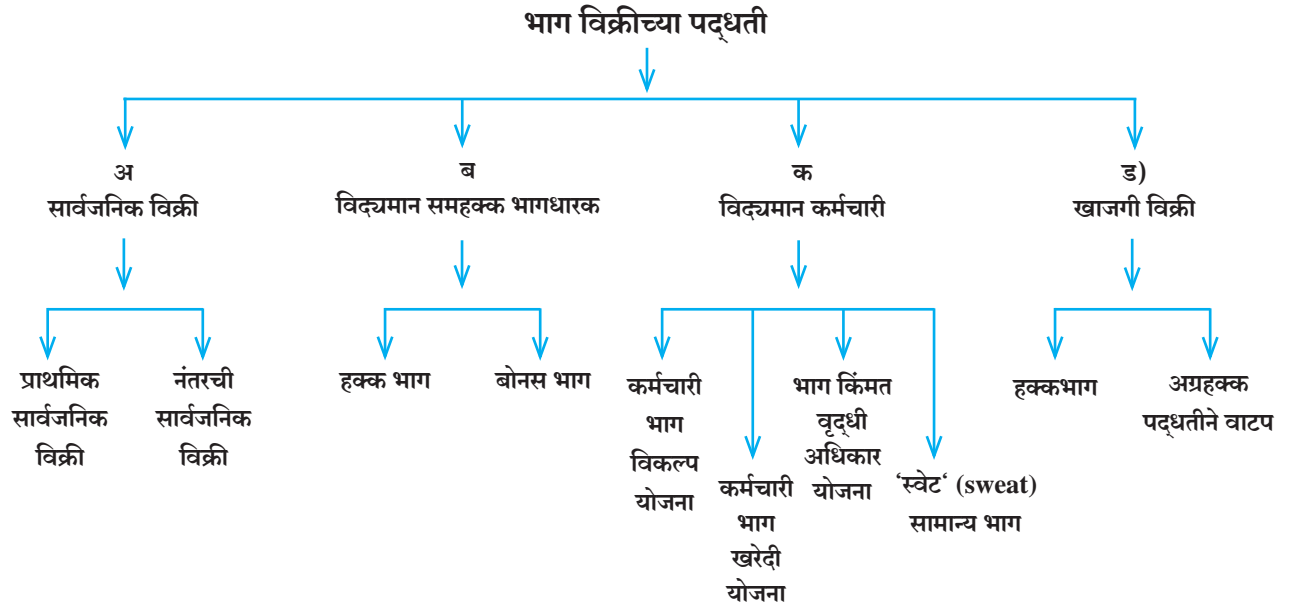 भाग विक्रीच्या पद्धती
अ
सार्वजनिक विक्री
ब
विद्यमान समहक्क भागधारक
क
विद्यमान कर्मचारी
ड)
खाजगी विक्री
प्राथमिक
सार्वजनिक
विक्री
नंतरची
सार्वजनिक
विक्री
हक्क भाग
बोनस भाग
कर्मचारी
भाग
विकल्प
योजना
कर्मचारी
भाग
खरेदी
योजना
भाग किंमत
वृद्धी
अधिकार
योजना
‘स्वेट‘ (sweat)
सामान्य भाग
हक्कभाग
अग्रहक्क
पद्धतीने वाटप